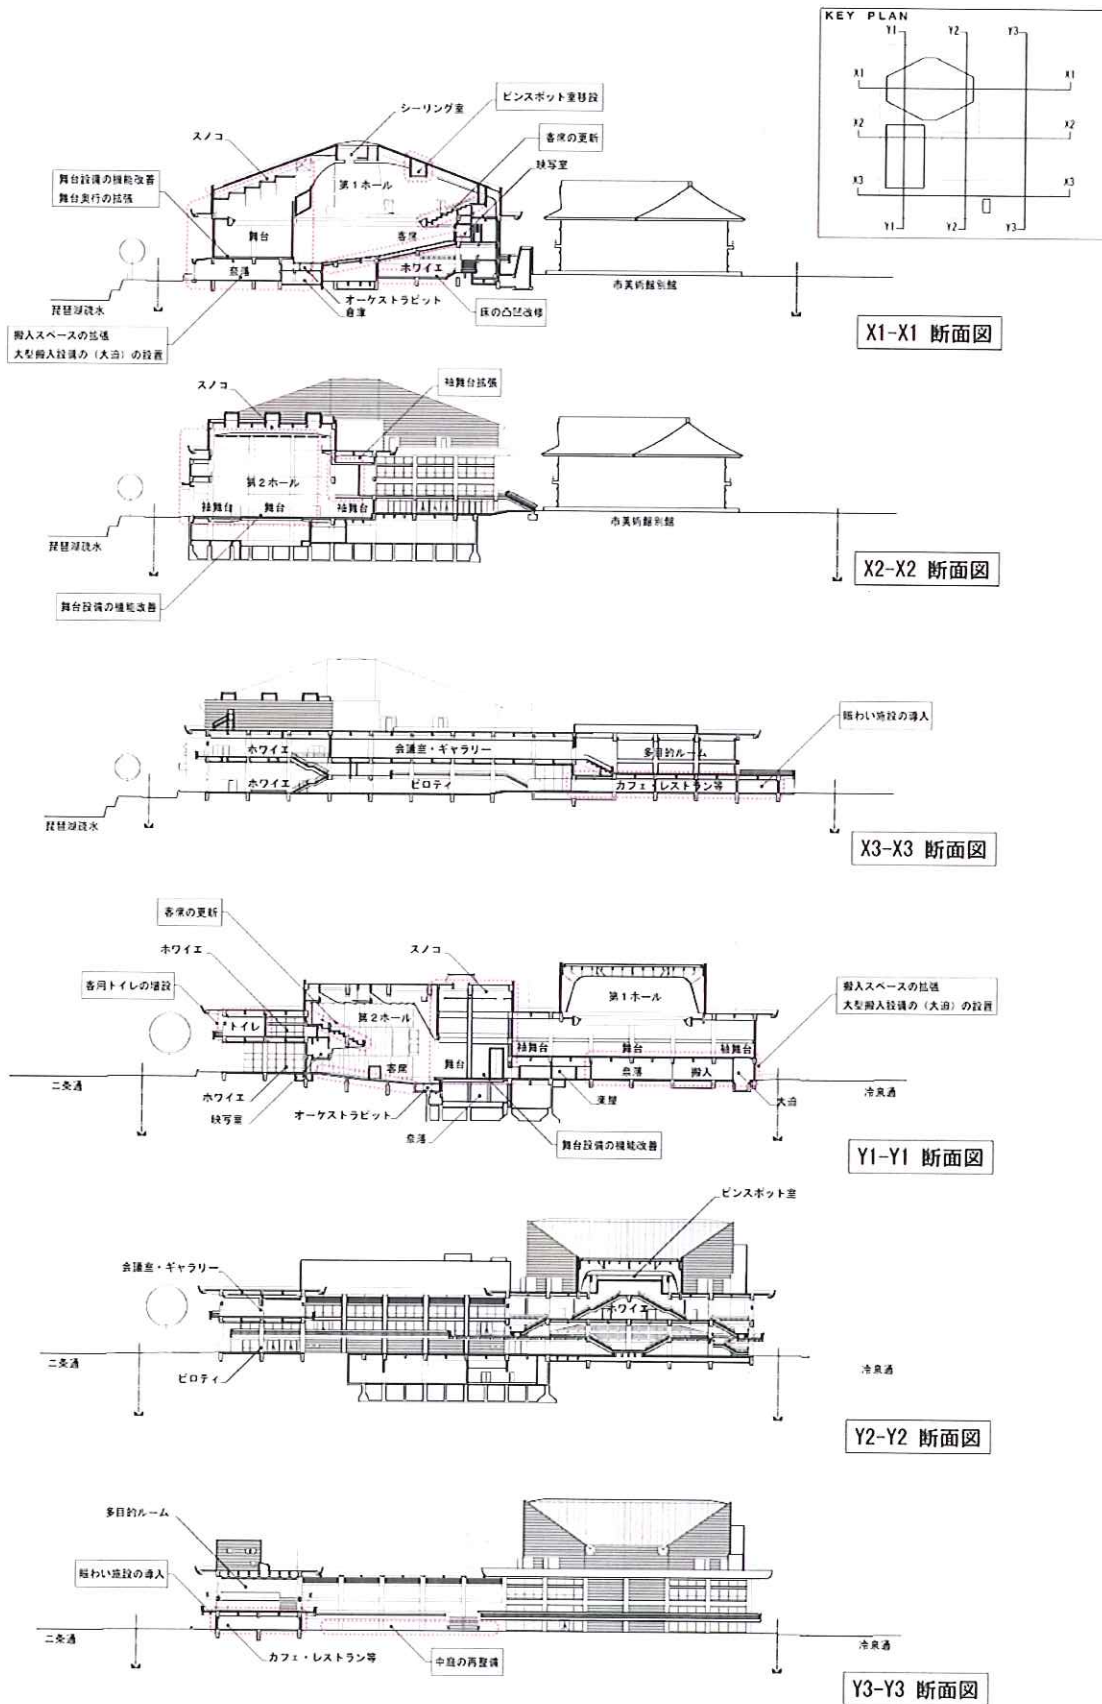 KEY PLAN
Y1
Y2
Y3
X1
X1
X2
X2
X3
X3
Y1
Y2
Y3
シーリング室
ピンスポット室移設
スノコ
客席の更新
映写室
舞台設備の機能改善
舞台奥行の拡張
第1ホール
舞台
客席
奈落
ホワイエ
オーケストラピット
倉庫
床の凸凹改修
琵琶湖疏水
市美術館別館
搬入スペースの拡張
大型搬入設備の(大迫)の設置
X1-X1 断面図
スノコ
袖舞台拡張
第2ホール
袖舞台
舞台
袖舞台
琵琶湖疏水
市美術館別館
舞台設備の機能改善
X2-X2 断面図
賑わい施設の導入
ホワイエ
会議室・ギャラリー
多目的ルーム
ホワイエ
ピロティ
カフェ・レストラン等
琵琶湖疏水
X3-X3 断面図
客席の更新
ホワイエ
スノコ
客用トイレの増設
搬入スペースの拡張
大型搬入設備の(大迫)の設置
トイレ
第2ホール
第1ホール
舞台
袖舞台
舞台
袖舞台
客席
奈落
搬入
二条通
ホワイエ
映写室
オーケストラピット
奈落
楽屋
大迫
冷泉通
舞台設備の機能改善
Y1-Y1 断面図
ピンスポット室
会議室・ギャラリー
ホワイエ
二条通
ピロティ
冷泉通
Y2-Y2 断面図
多目的ルーム
賑わい施設の導入
二条通
カフェ・レストラン等
中庭の再整備
冷泉通
Y3-Y3 断面図